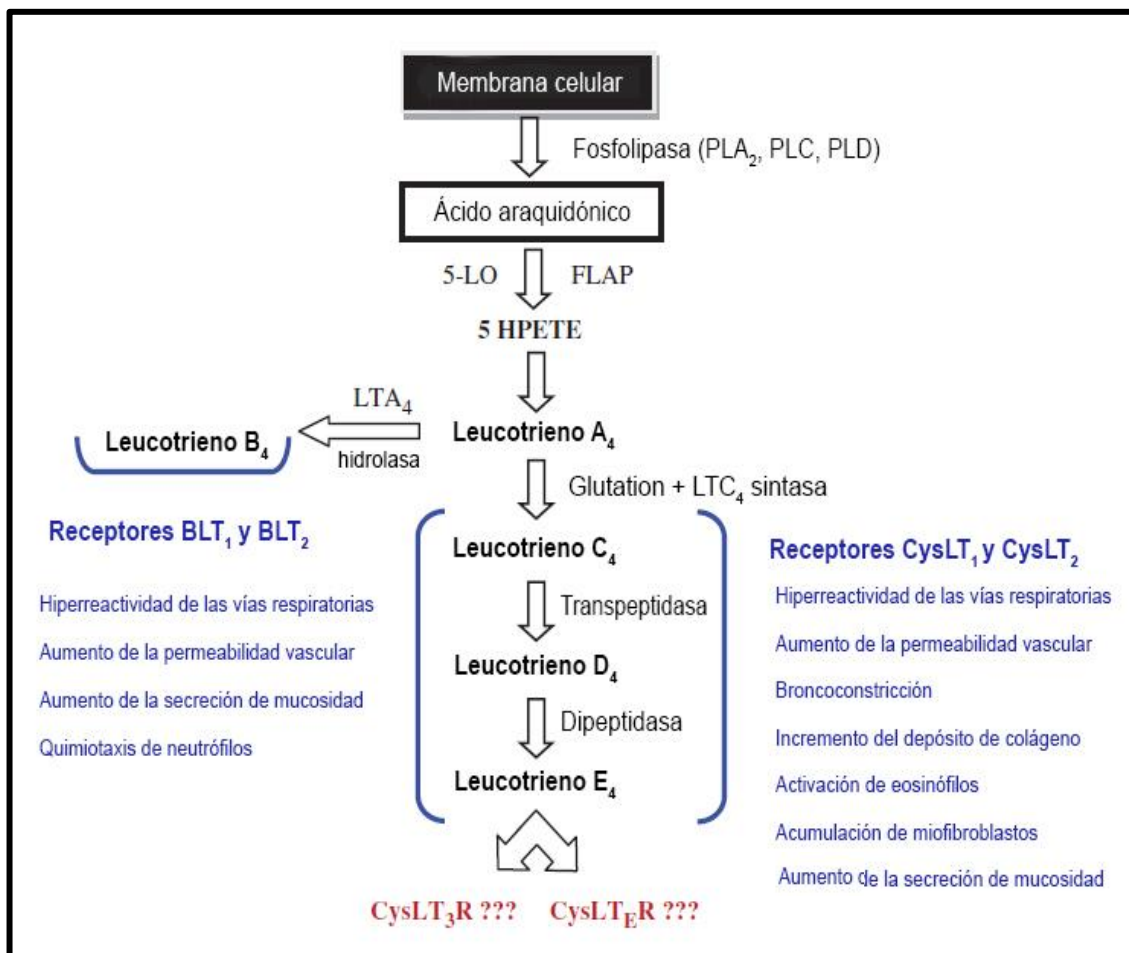 Membrana celular
Fosfolipasa (PLA₂, PLC, PLD)
Ácido araquidónico
5-LO FLAP
5 HPETE
LTA₄
hidrolasa
Leucotrieno B₄
Leucotrieno A₄
Glutation + LTC₄ sintasa
Receptores BLT₁ y BLT₂
Hiperreactividad de las vías respiratorias
Aumento de la permeabilidad vascular
Aumento de la secreción de mucosidad
Quimiotaxis de neutrófilos
Leucotrieno C₄
Transpeptidasa
Leucotrieno D₄
Dipeptidasa
Leucotrieno E₄
Receptores CysLT₁ y CysLT₂
Hiperreactividad de las vías respiratorias
Aumento de la permeabilidad vascular
Broncoconstricción
Incremento del depósito de colágeno
Activación de eosinófilos
Acumulación de miofibroblastos
Aumento de la secreción de mucosidad
CysLT₃R ??? CysLT_ER ???